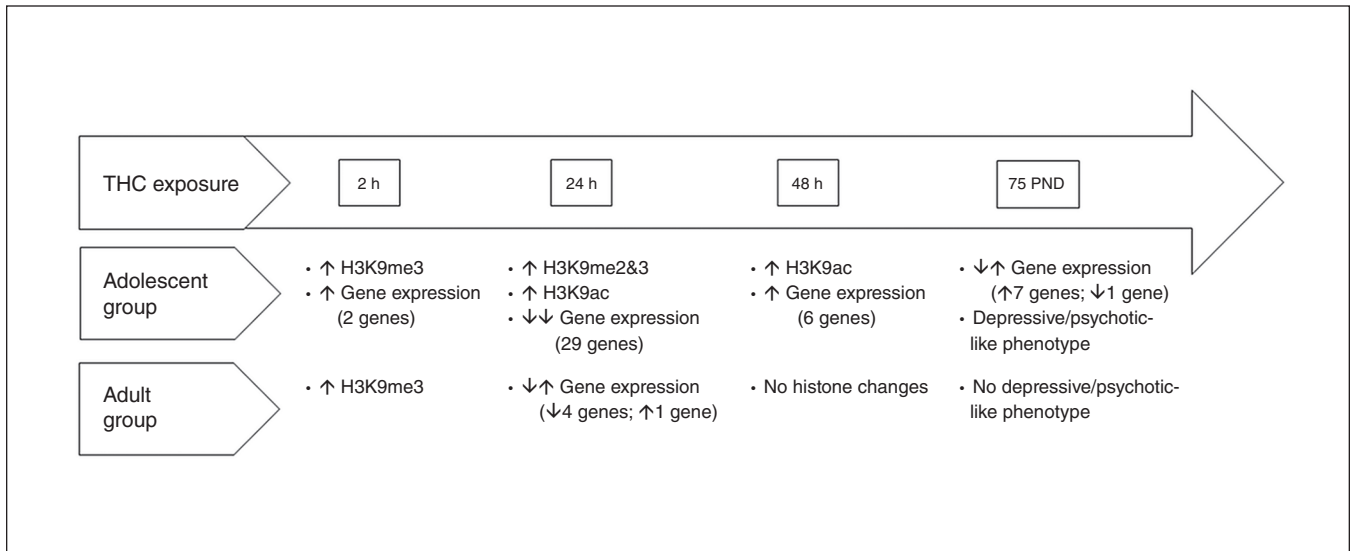 THC exposure
2 h
24 h
48 h
75 PND
Adolescent
group
• ↑ H3K9me3
• ↑ Gene expression
(2 genes)
• ↑ H3K9me2&3
• ↑ H3K9ac
• ↓↓ Gene expression
(29 genes)
• ↑ H3K9ac
• ↑ Gene expression
(6 genes)
• ↓↑ Gene expression
(↑7 genes; ↓1 gene)
• Depressive/psychotic-
like phenotype
Adult
group
• ↑ H3K9me3
• ↓↑ Gene expression
(↓4 genes; ↑1 gene)
• No histone changes
• No depressive/psychotic-
like phenotype